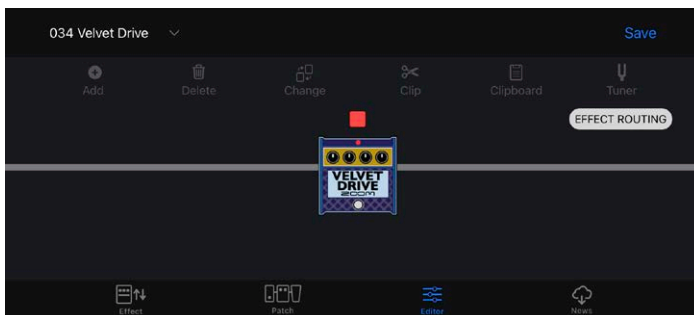 034 Velvet Drive
Save
Add
Delete
Change
Clip
Clipboard
Tuner
EFFECT ROUTING
VELVET
DRIVE
ZOOM
Effect
Patch
Editor
News